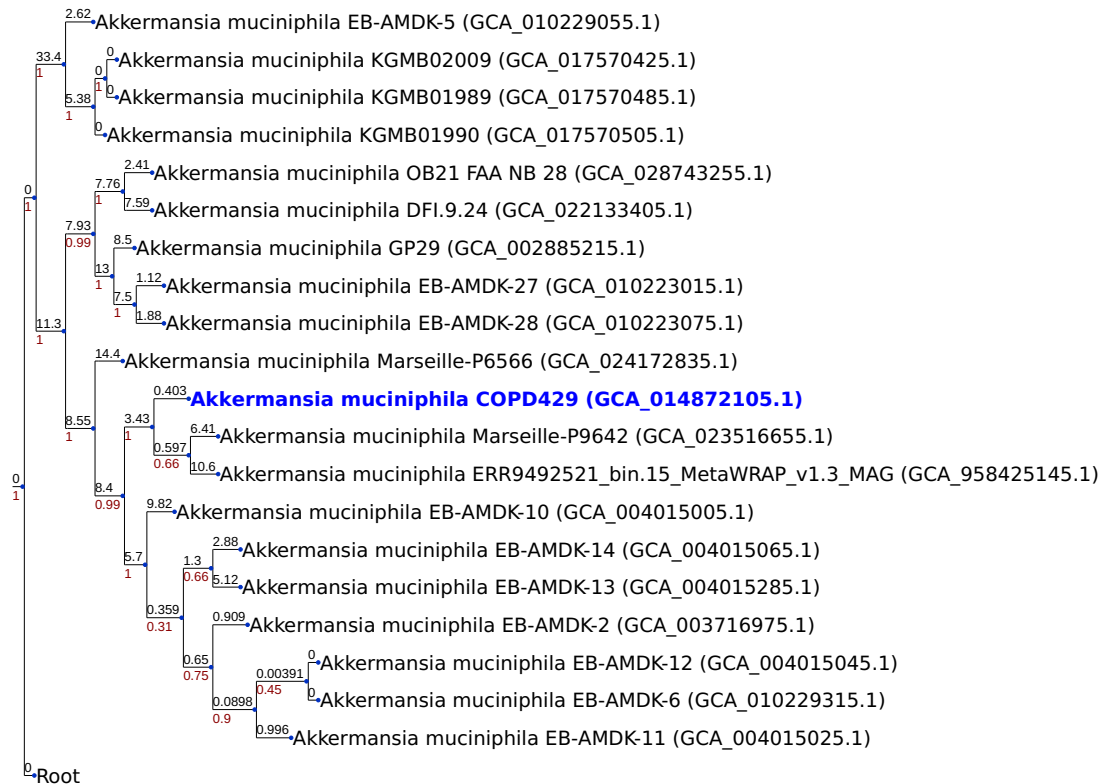 2.62 Akkermansia muciniphila EB-AMDK-5 (GCA_010229055.1)
33.4
1
0 Akkermansia muciniphila KGMB02009 (GCA_017570425.1)
0
1
0 Akkermansia muciniphila KGMB01989 (GCA_017570485.1)
5.38
1
0 Akkermansia muciniphila KGMB01990 (GCA_017570505.1)
2.41 Akkermansia muciniphila OB21 FAA NB 28 (GCA_028743255.1)
0
1
7.76
1
7.59 Akkermansia muciniphila DFI.9.24 (GCA_022133405.1)
7.93
0.99
8.5 Akkermansia muciniphila GP29 (GCA_002885215.1)
13
1
1.12 Akkermansia muciniphila EB-AMDK-27 (GCA_010223015.1)
7.5
1
1.88 Akkermansia muciniphila EB-AMDK-28 (GCA_010223075.1)
11.3
1
14.4 Akkermansia muciniphila Marseille-P6566 (GCA_024172835.1)
0.403 Akkermansia muciniphila COPD429 (GCA_014872105.1)
8.55
1
3.43
1
6.41 Akkermansia muciniphila Marseille-P9642 (GCA_023516655.1)
0.597
0.66
10.6 Akkermansia muciniphila ERR9492521_bin.15_MetaWRAP_v1.3_MAG (GCA_958425145.1)
0
1
8.4
0.99
9.82 Akkermansia muciniphila EB-AMDK-10 (GCA_004015005.1)
2.88 Akkermansia muciniphila EB-AMDK-14 (GCA_004015065.1)
5.7
1
1.3
0.66
5.12 Akkermansia muciniphila EB-AMDK-13 (GCA_004015285.1)
0.359
0.31
0.909 Akkermansia muciniphila EB-AMDK-2 (GCA_003716975.1)
0.65
0.75
0 Akkermansia muciniphila EB-AMDK-12 (GCA_004015045.1)
0.00391
0.45
0 Akkermansia muciniphila EB-AMDK-6 (GCA_010229315.1)
0.0898
0.9
0.996 Akkermansia muciniphila EB-AMDK-11 (GCA_004015025.1)
0 Root